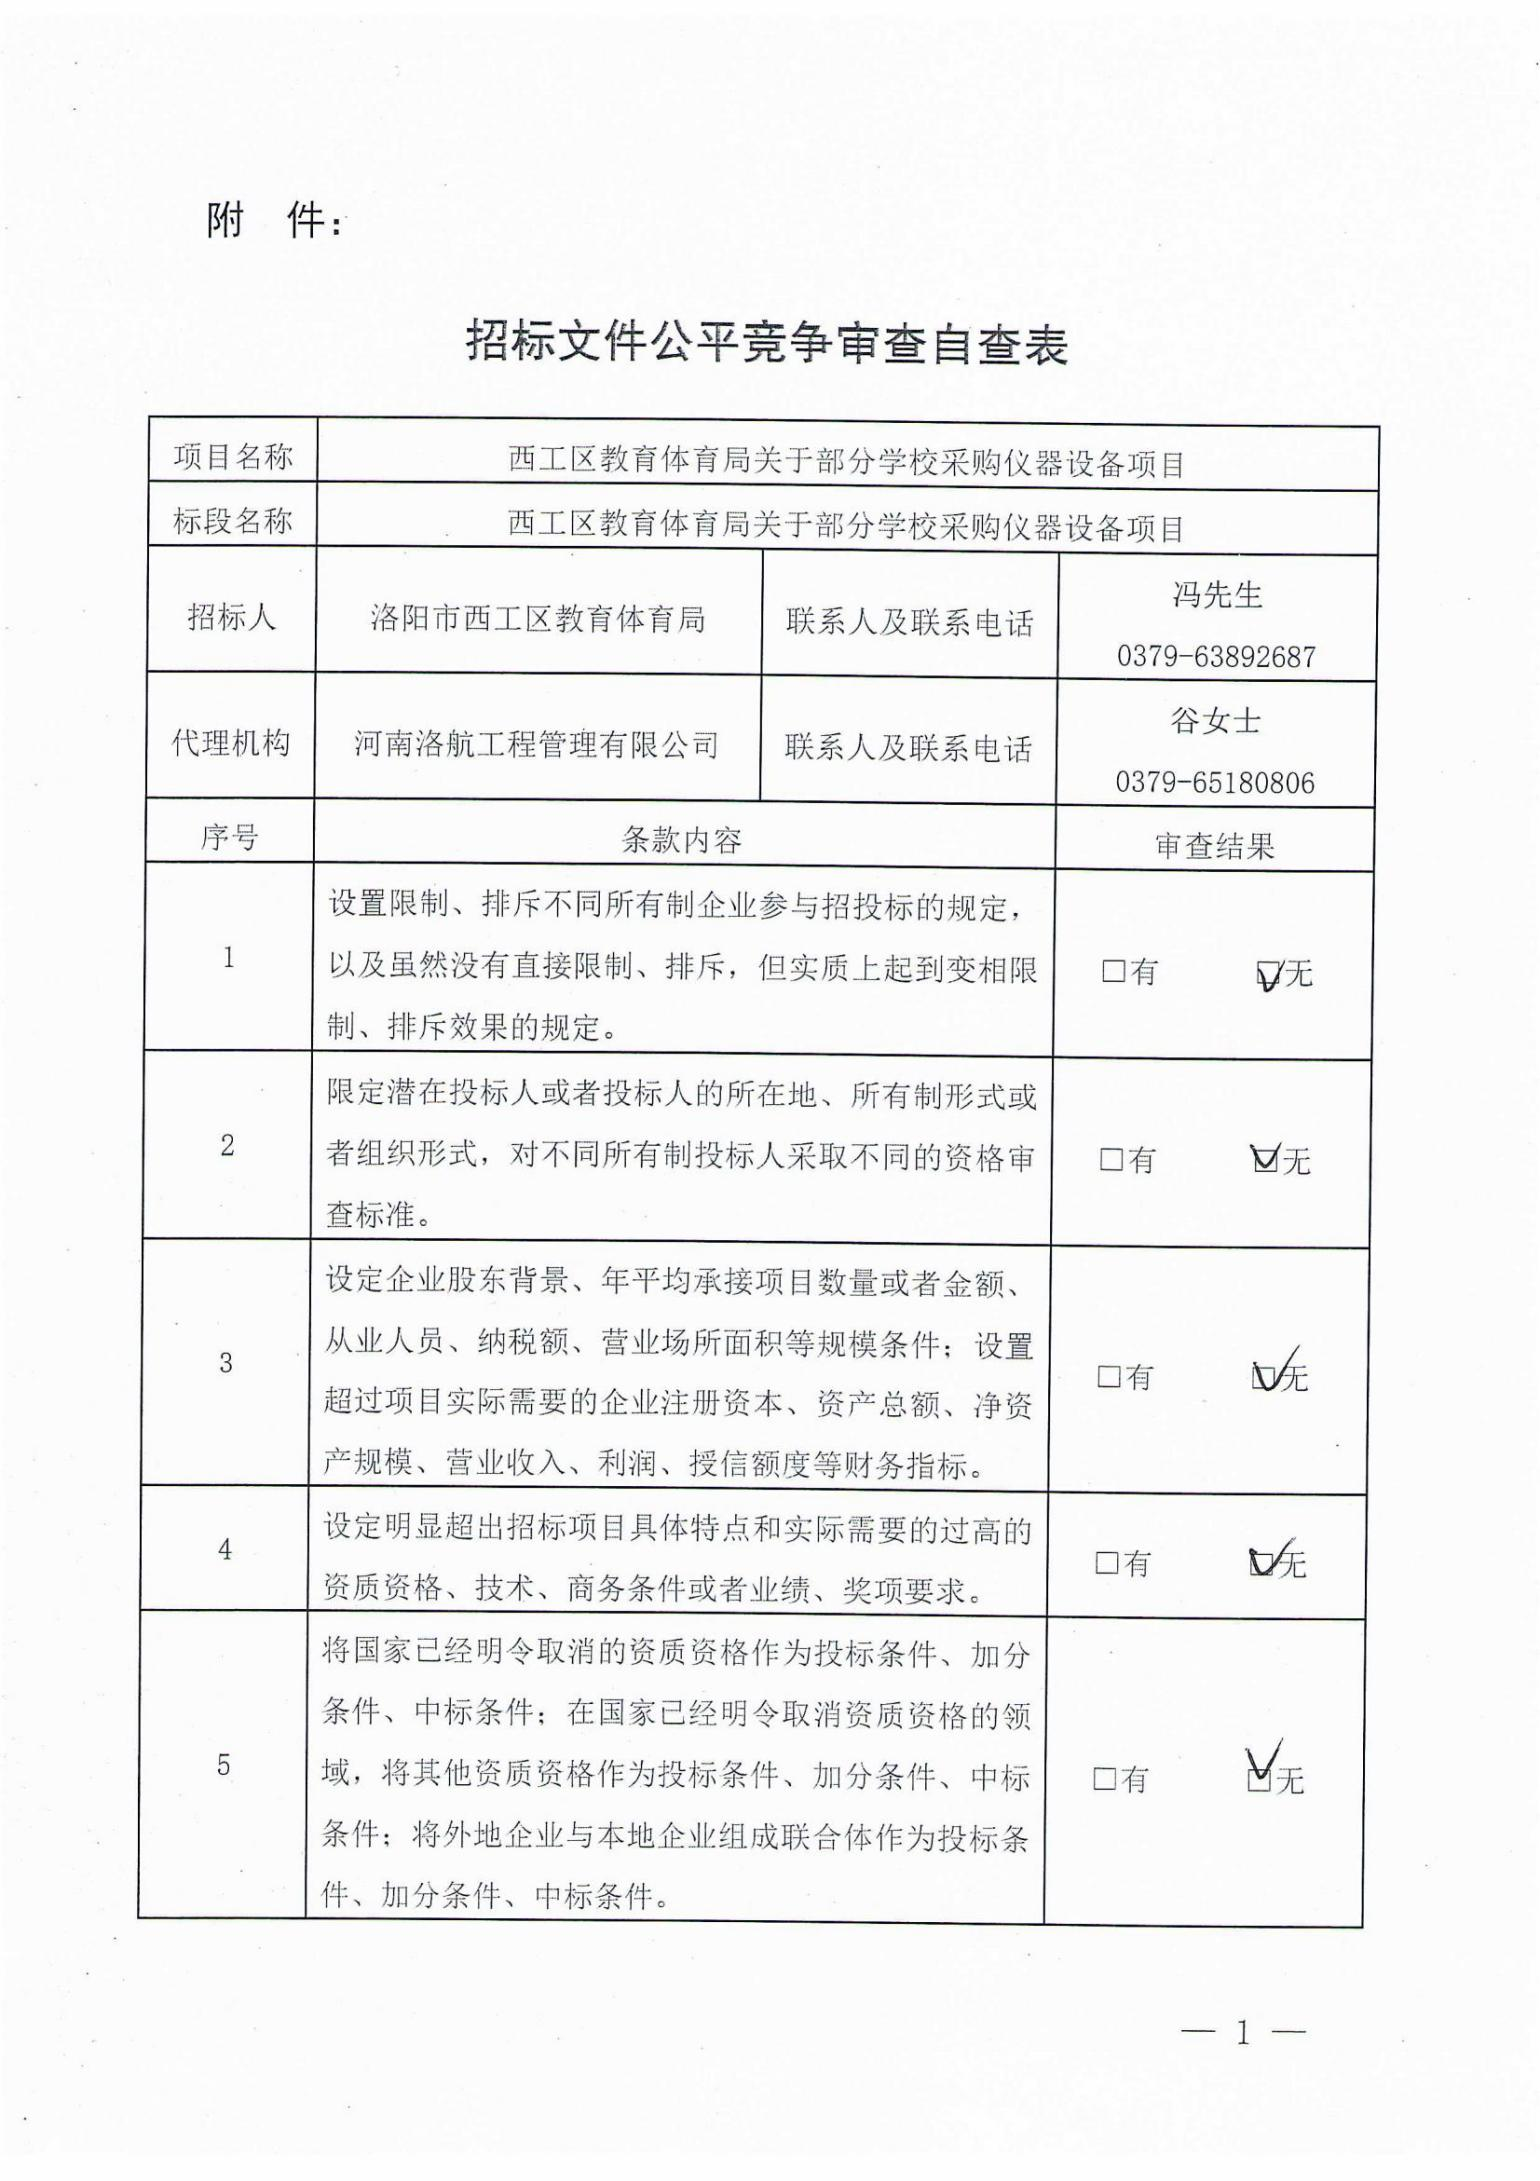 附 件：
招标文件公平竞争审查自查表
项目名称 西工区教育体育局关于部分学校采购仪器设备项目
标段名称 西工区教育体育局关于部分学校采购仪器设备项目
招标人 洛阳市西工区教育体育局 联系人及联系电话 冯先生
0379-63892687
代理机构 河南洛航工程管理有限公司 联系人及联系电话 谷女士
0379-65180806
序号 条款内容 审查结果
设置限制、排斥不同所有制企业参与招投标的规定，
1 以及虽然没有直接限制、排斥，但实质上起到变相限 □有 ☑无
制、排斥效果的规定。
限定潜在投标人或者投标人的所在地、所有制形式或
2 者组织形式，对不同所有制投标人采取不同的资格审 □有 ☑无
查标准。
设定企业股东背景、年平均承接项目数量或者金额、
从业人员、纳税额、营业场所面积等规模条件；设置
3 □有 ☑无
超过项目实际需要的企业注册资本、资产总额、净资
产规模、营业收入、利润、授信额度等财务指标。
设定明显超出招标项目具体特点和实际需要的过高的
4 □有 ☑无
资质资格、技术、商务条件或者业绩、奖项要求。
将国家已经明令取消的资质资格作为投标条件、加分
条件、中标条件；在国家已经明令取消资质资格的领
5 域，将其他资质资格作为投标条件、加分条件、中标 □有 ☑无
条件；将外地企业与本地企业组成联合体作为投标条
件、加分条件、中标条件。
— 1 —